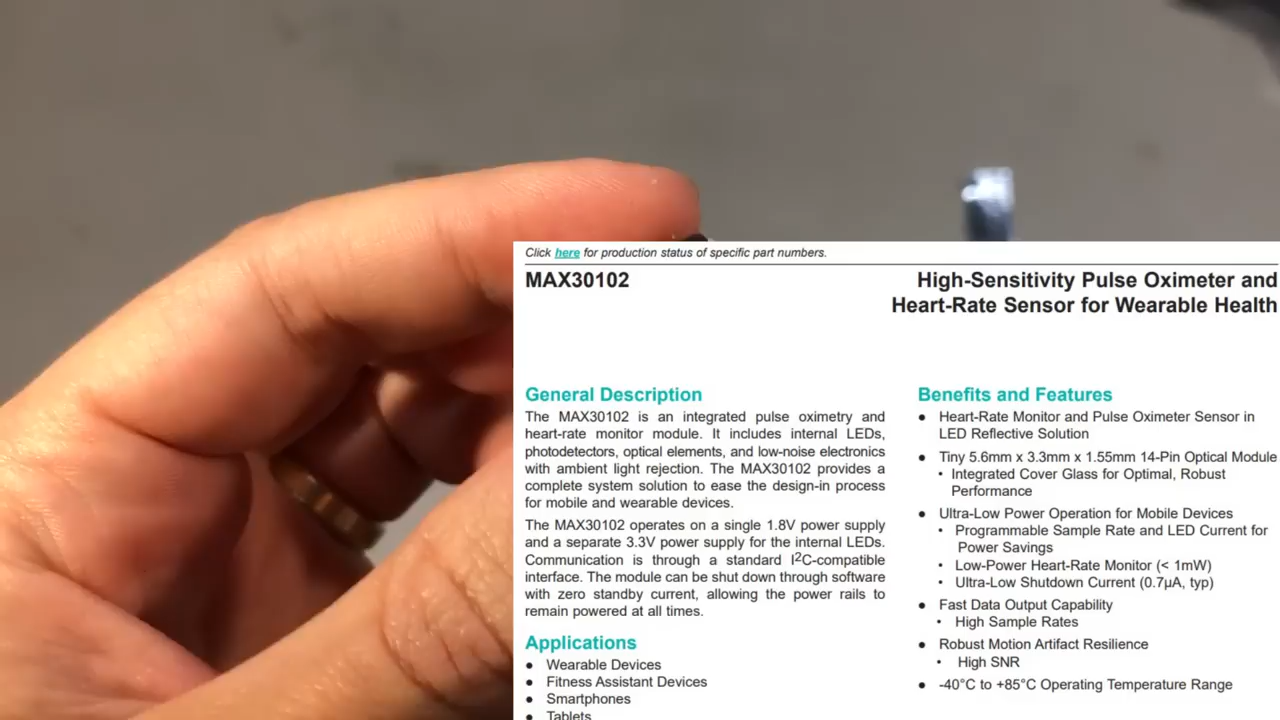 Click here for production status of specific part numbers.
MAX30102
High-Sensitivity Pulse Oximeter and
Heart-Rate Sensor for Wearable Health
General Description
The MAX30102 is an integrated pulse oximetry and
heart-rate monitor module. It includes internal LEDs,
photodetectors, optical elements, and low-noise electronics
with ambient light rejection. The MAX30102 provides a
complete system solution to ease the design-in process
for mobile and wearable devices.
The MAX30102 operates on a single 1.8V power supply
and a separate 3.3V power supply for the internal LEDs.
Communication is through a standard I2C-compatible
interface. The module can be shut down through software
with zero standby current, allowing the power rails to
remain powered at all times.
Applications
● Wearable Devices
● Fitness Assistant Devices
● Smartphones
● Tablets
Benefits and Features
● Heart-Rate Monitor and Pulse Oximeter Sensor in
LED Reflective Solution
● Tiny 5.6mm x 3.3mm x 1.55mm 14-Pin Optical Module
• Integrated Cover Glass for Optimal, Robust
Performance
● Ultra-Low Power Operation for Mobile Devices
• Programmable Sample Rate and LED Current for
Power Savings
• Low-Power Heart-Rate Monitor (< 1mW)
• Ultra-Low Shutdown Current (0.7μA, typ)
● Fast Data Output Capability
• High Sample Rates
● Robust Motion Artifact Resilience
• High SNR
● -40°C to +85°C Operating Temperature Range